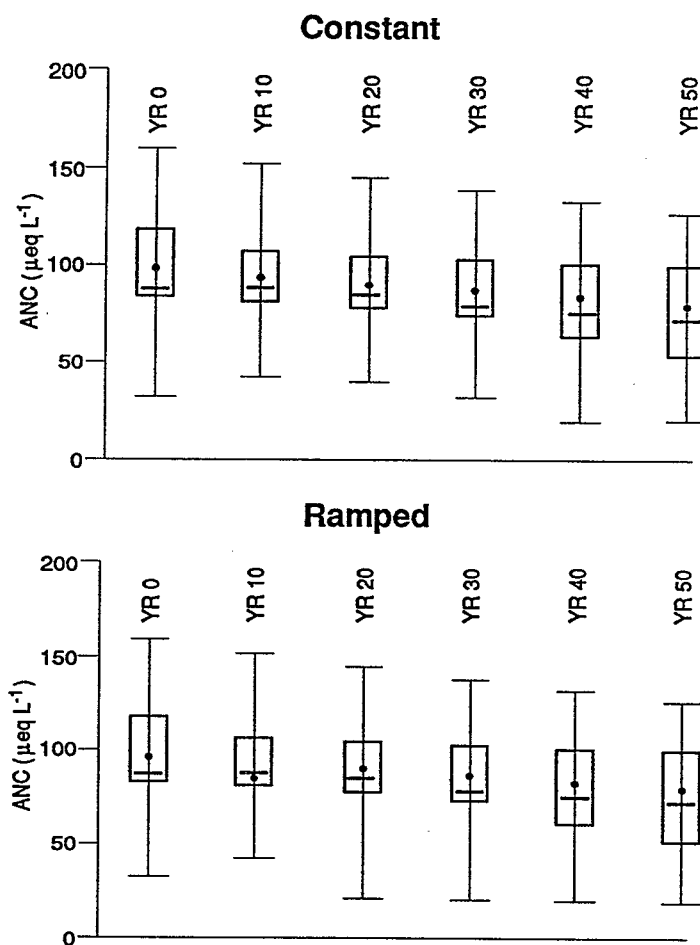 Constant
200
150
100
50
0
ANC (μeq L-1)
YR 0
YR 10
YR 20
YR 30
YR 40
YR 50
Ramped
200
150
100
50
0
ANC (μeq L-1)
YR 0
YR 10
YR 20
YR 30
YR 40
YR 50